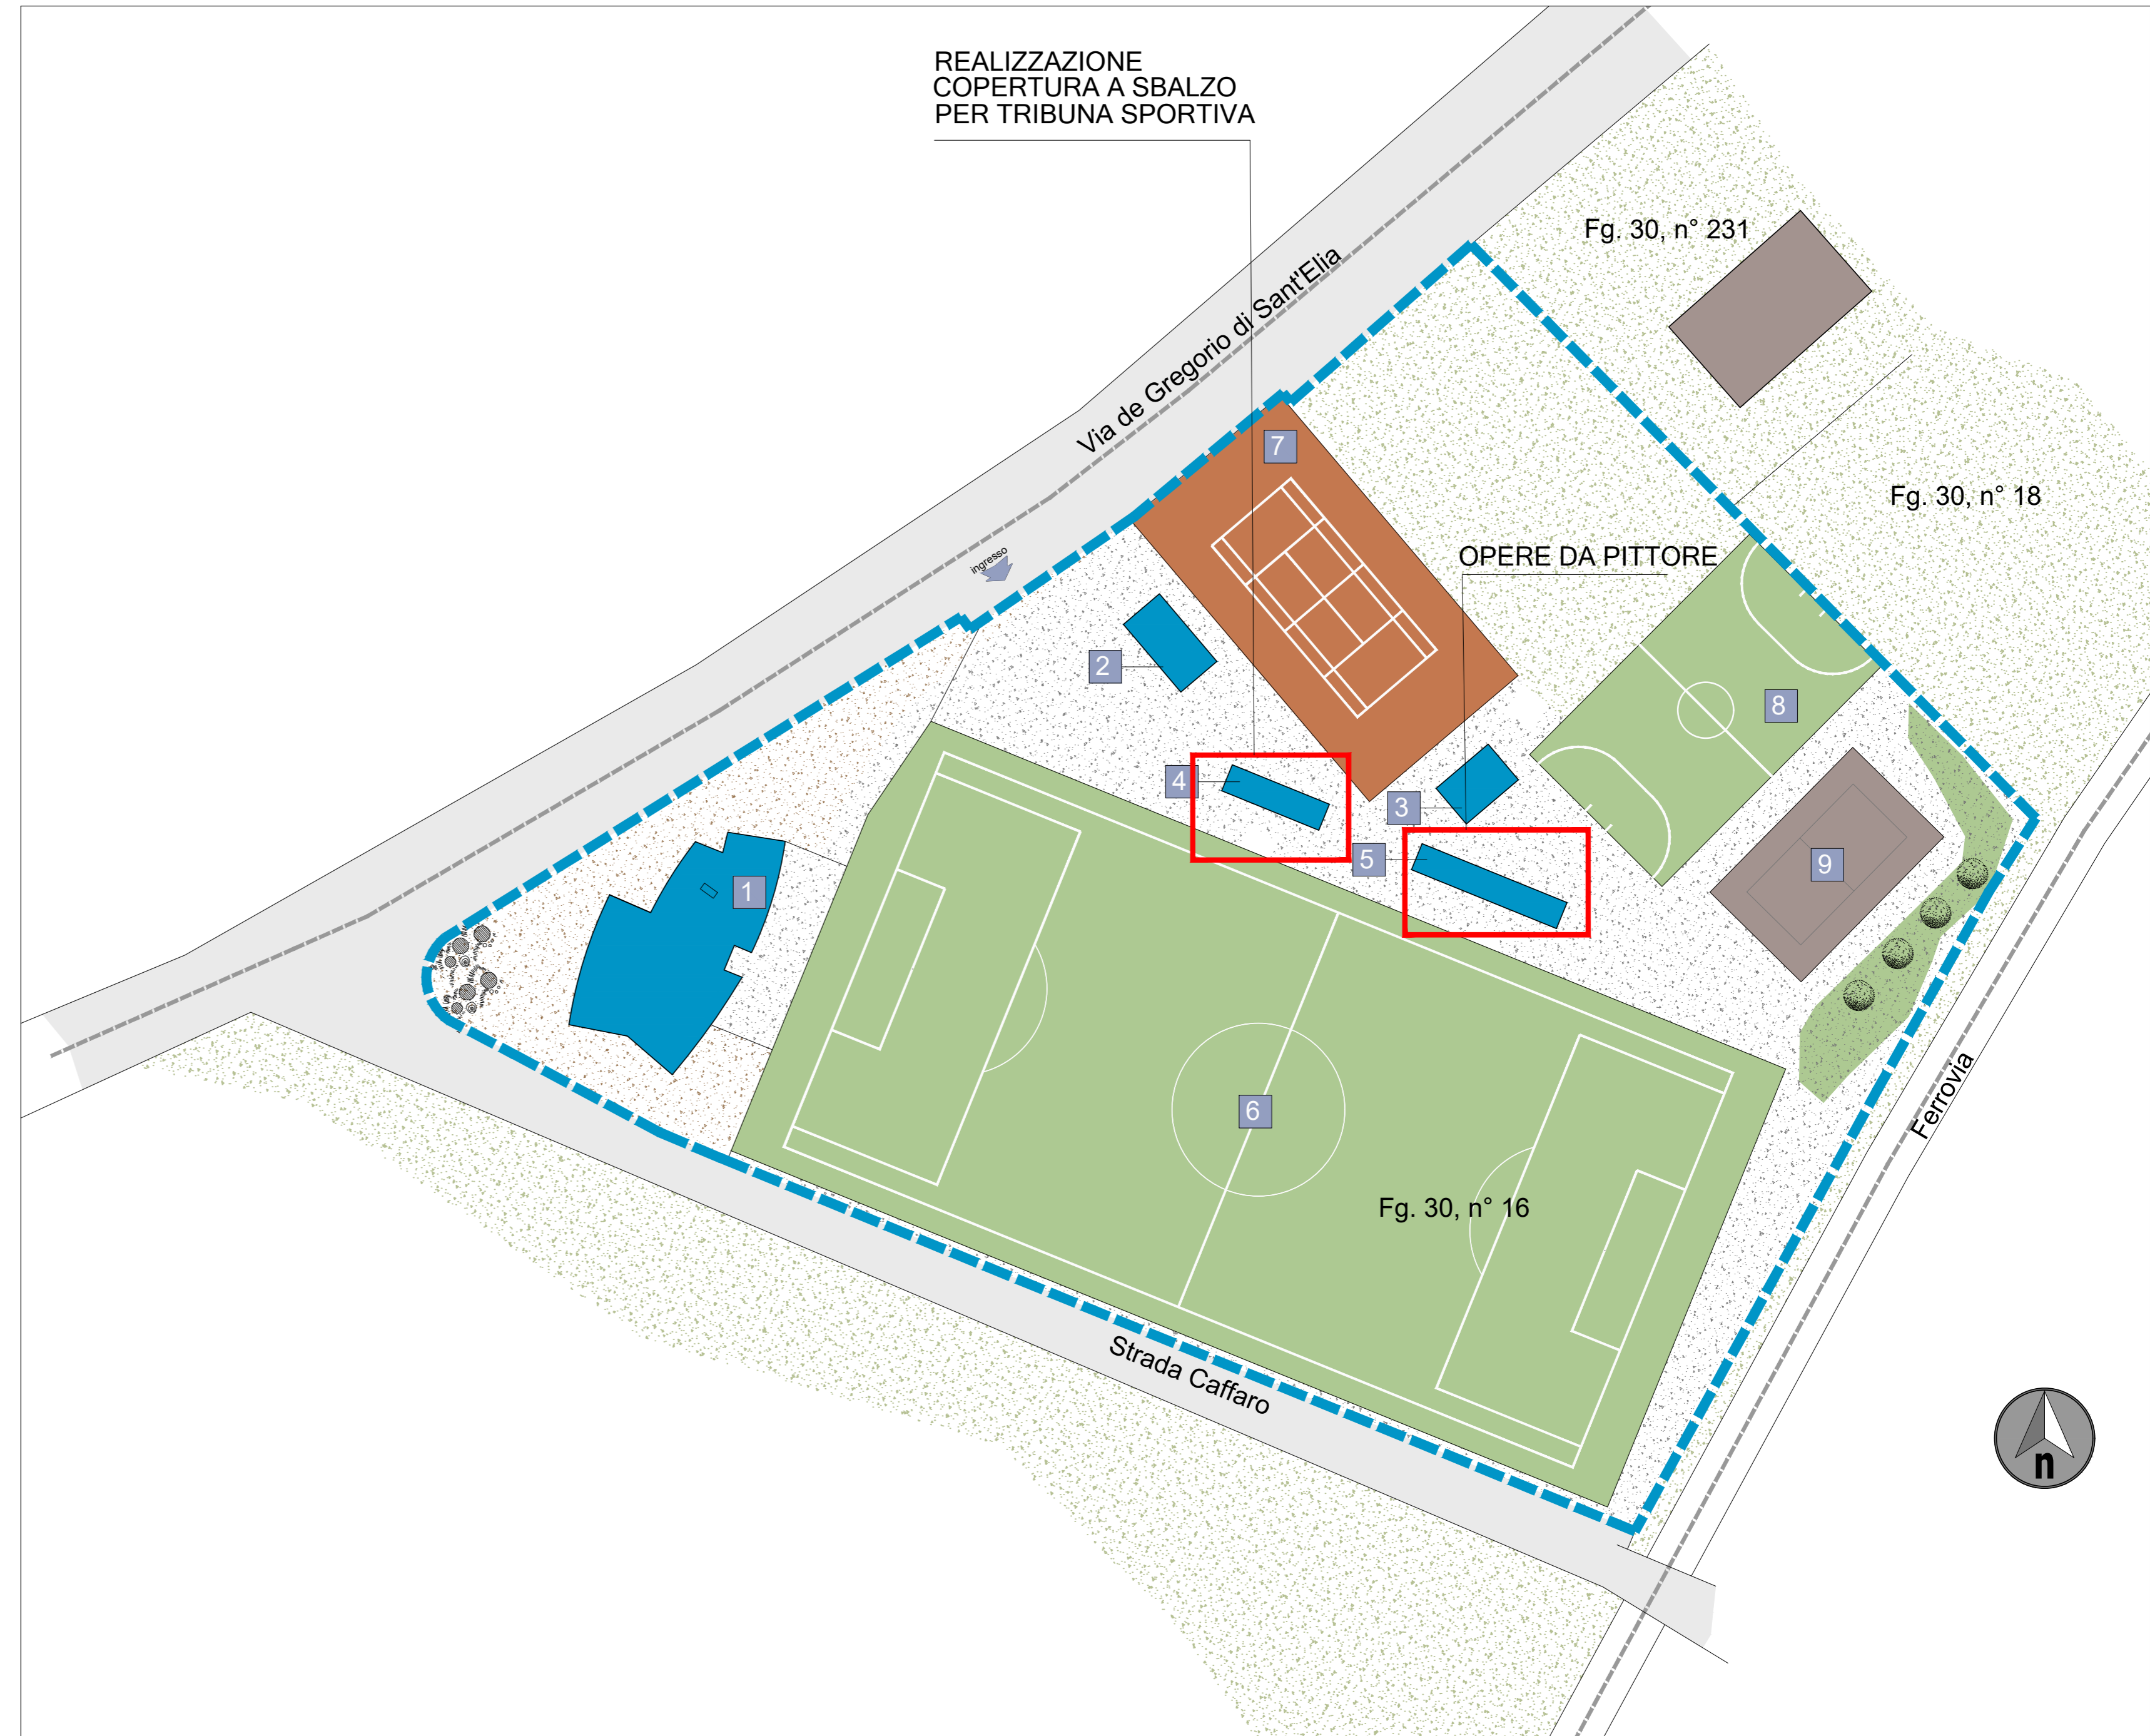 REALIZZAZIONE
COPERTURA A SBALZO
PER TRIBUNA SPORTIVA
Fg. 30, n° 231
Via de Gregorio di Sant'Elia
7
Fg. 30, n° 18
OPERE DA PITTORE
ingresso
2
8
4
3
5
9
1
6
Ferrovia
Fg. 30, n° 16
Strada Caffaro
n